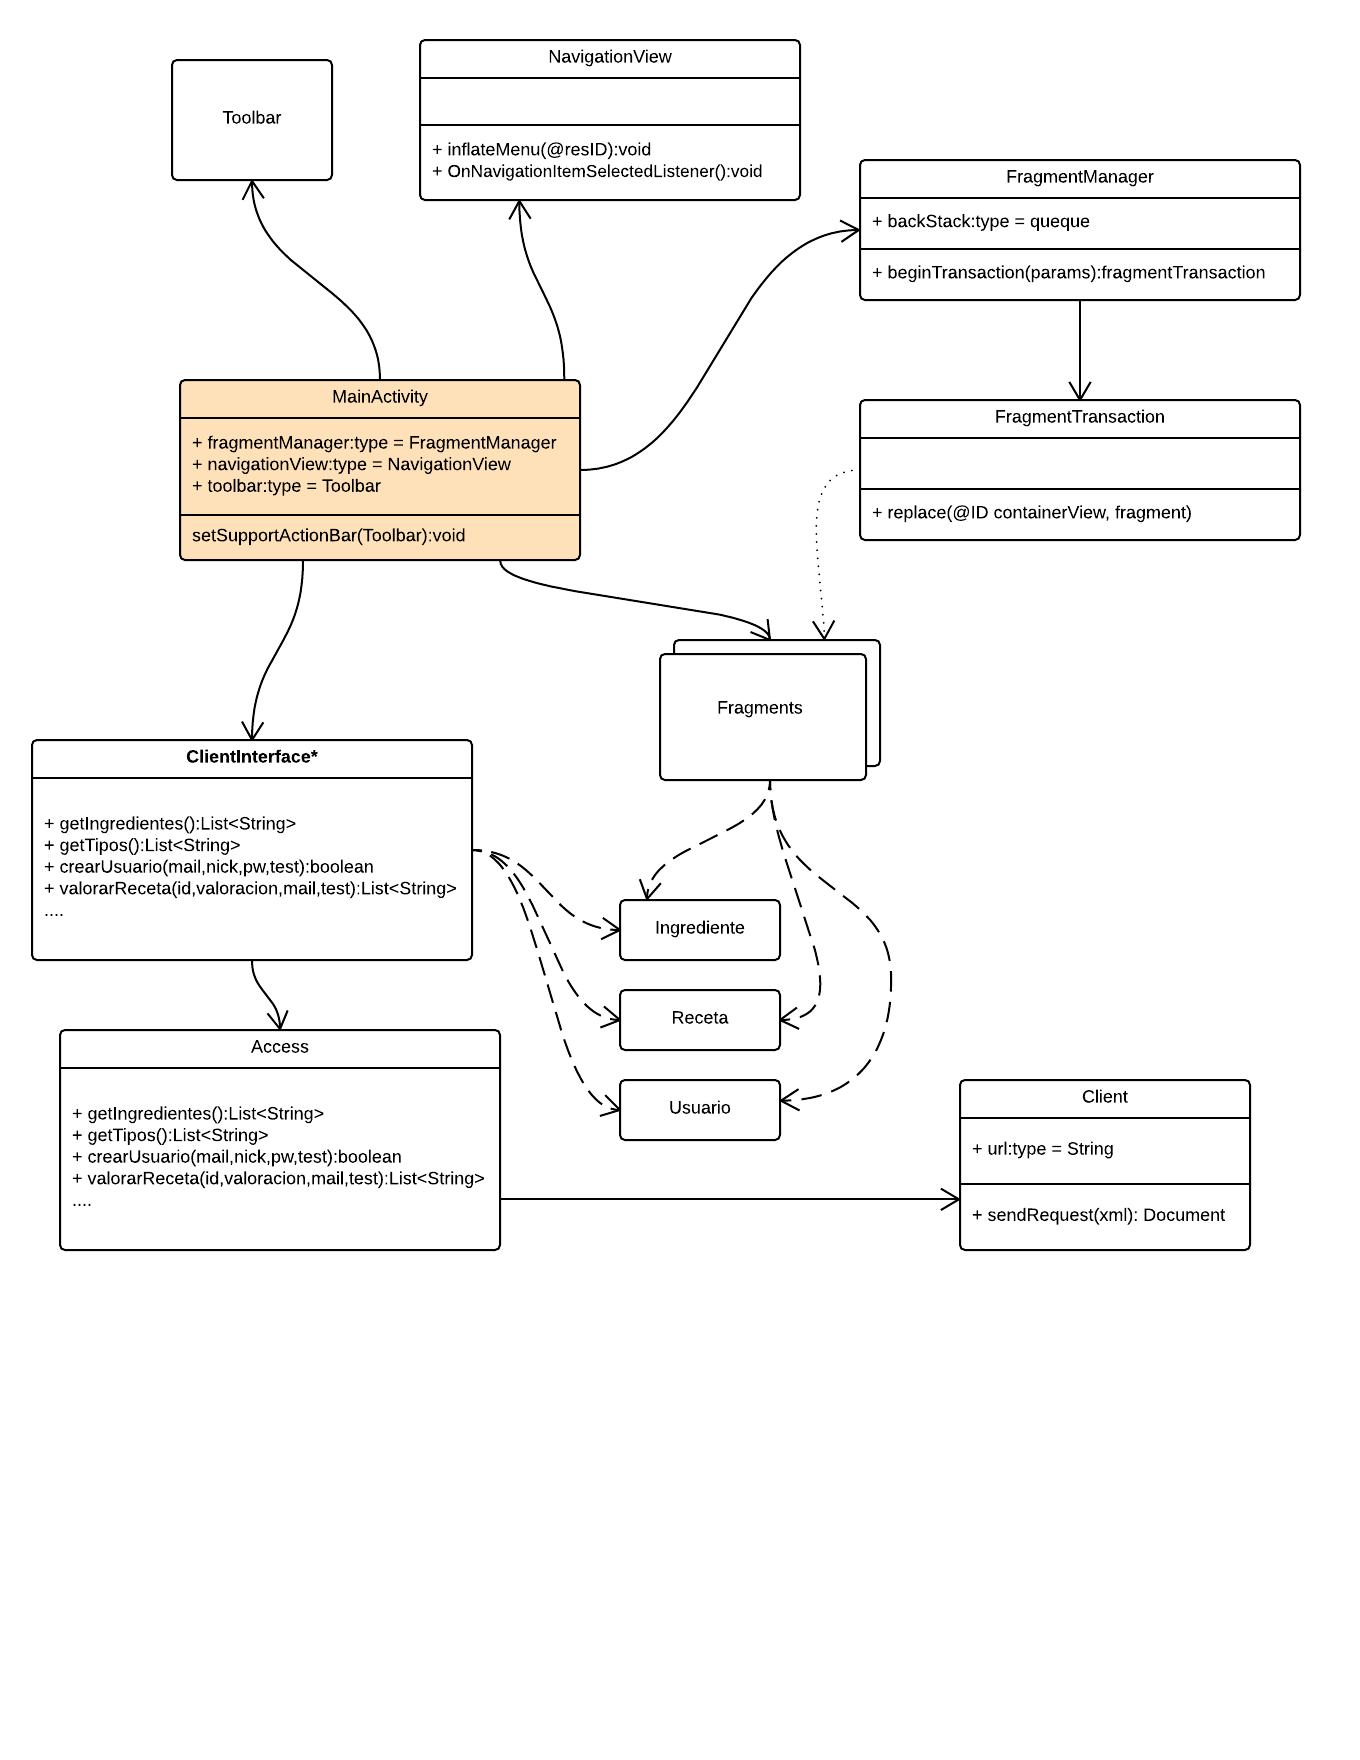 NavigationView
+ inflateMenu(@resID):void
+ OnNavigationItemSelectedListener():void
Toolbar
FragmentManager
+ backStack:type = queque
+ beginTransaction(params):fragmentTransaction
MainActivity
+ fragmentManager:type = FragmentManager
+ navigationView:type = NavigationView
+ toolbar:type = Toolbar
setSupportActionBar(Toolbar):void
FragmentTransaction
+ replace(@ID containerView, fragment)
Fragments
ClientInterface*
+ getIngredientes():List<String>
+ getTipos():List<String>
+ crearUsuario(mail,nick,pw,test):boolean
+ valorarReceta(id,valoracion,mail,test):List<String>
....
Ingrediente
Receta
Usuario
Access
+ getIngredientes():List<String>
+ getTipos():List<String>
+ crearUsuario(mail,nick,pw,test):boolean
+ valorarReceta(id,valoracion,mail,test):List<String>
....
Client
+ url:type = String
+ sendRequest(xml): Document